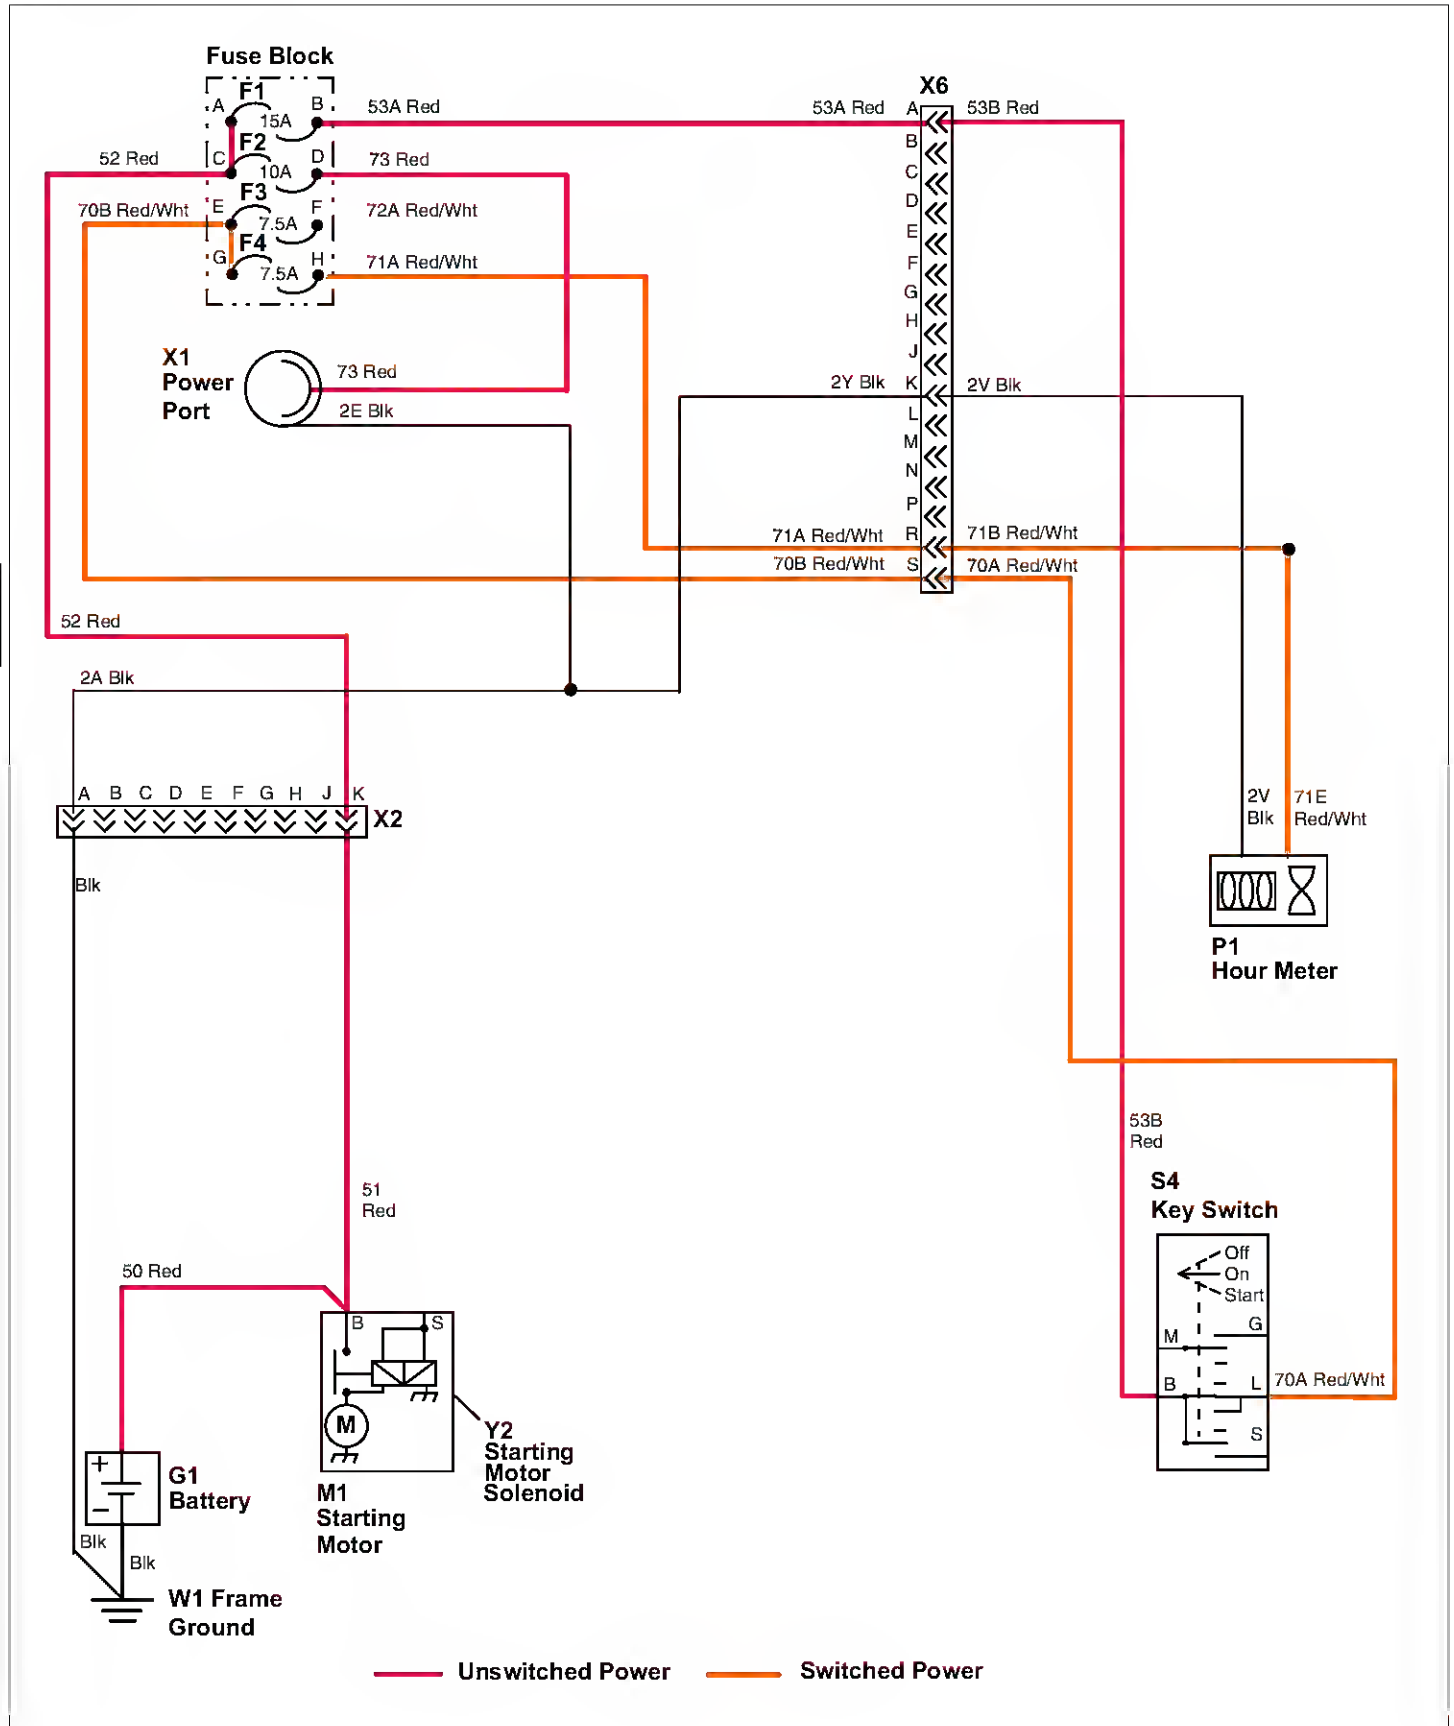 Fuse Block
X6
F1
A
B
15A
53A Red
53A Red
A
53B Red
F2
C
D
10A
52 Red
73 Red
B
C
F3
E
F
7.5A
70B Red/Wht
72A Red/Wht
D
E
F4
G
H
7.5A
71A Red/Wht
F
G
H
J
X1
Power
Port
73 Red
2E Blk
2Y Blk
K
2V Blk
L
M
N
P
71A Red/Wht
R
71B Red/Wht
70B Red/Wht
S
70A Red/Wht
52 Red
2A Blk
A B C D E F G H J K
X2
Blk
2V
Blk
71E
Red/Wht
P1
Hour Meter
53B
Red
51
Red
S4
Key Switch
Off
On
Start
G
M
B
L
S
70A Red/Wht
50 Red
B
S
M
Y2
Starting
Motor
Solenoid
M1
Starting
Motor
+
−
G1
Battery
Blk
Blk
W1 Frame
Ground
Unswitched Power
Switched Power